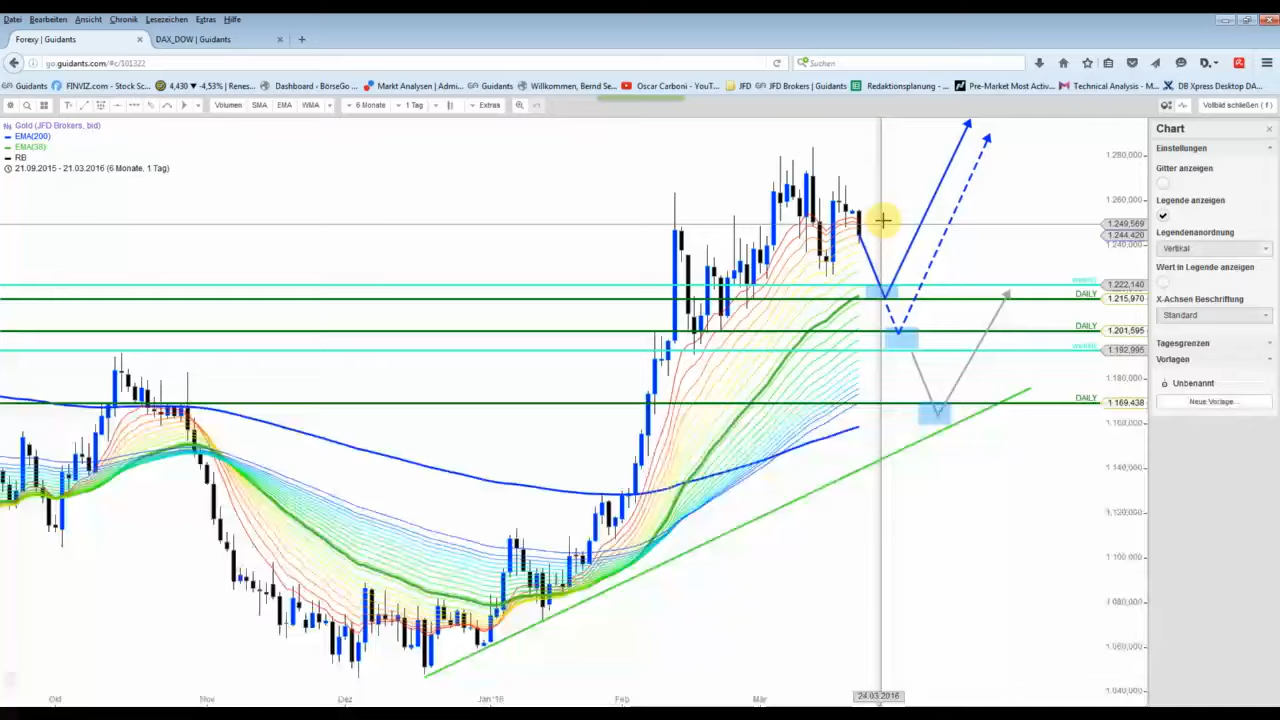 Datei Bearbeiten Ansicht Chronik Lesezeichen Extras Hilfe
Forexy | Guidants × DAX_DOW | Guidants × +
go.guidants.com/#c/101322
Suchen
Guidants FINVIZ.com - Stock Sc... 4,430 ▼ -4,53% | Renes... Dashboard - BörseGo ... Markt Analysen | Admi... Guidants Willkommen, Bernd Se... Oscar Carboni - YouT... JFD JFD Brokers | Guidants Redaktionsplanung - ... Pre-Market Most Activ... Technical Analysis - M... DB Xpress Desktop DA...
Volumen SMA EMA WMA 6 Monate 1 Tag Extras Vollbild schließen ( f )
Gold (JFD Brokers, bid)
EMA(200)
RB
21.09.2015 - 21.03.2016 (6 Monate, 1 Tag)
1.280,000
1.260,000
1.249,569
1.244,420
1.240,000
weekly 1.222,140
DAILY 1.215,970
DAILY 1.201,595
weekly 1.192,995
1.180,000
DAILY 1.169,438
1.160,000
1.140,000
1.120,000
1.100,000
1.080,000
1.060,000
1.040,000
Okt Nov Dez Jan '16 Feb Mär 24.03.2016
Chart ×
Einstellungen
Gitter anzeigen
Legende anzeigen
Legendenanordnung
Vertikal
Wert in Legende anzeigen
X-Achsen Beschriftung
Standard
Tagesgrenzen
Vorlagen
Unbenannt
Neue Vorlage...